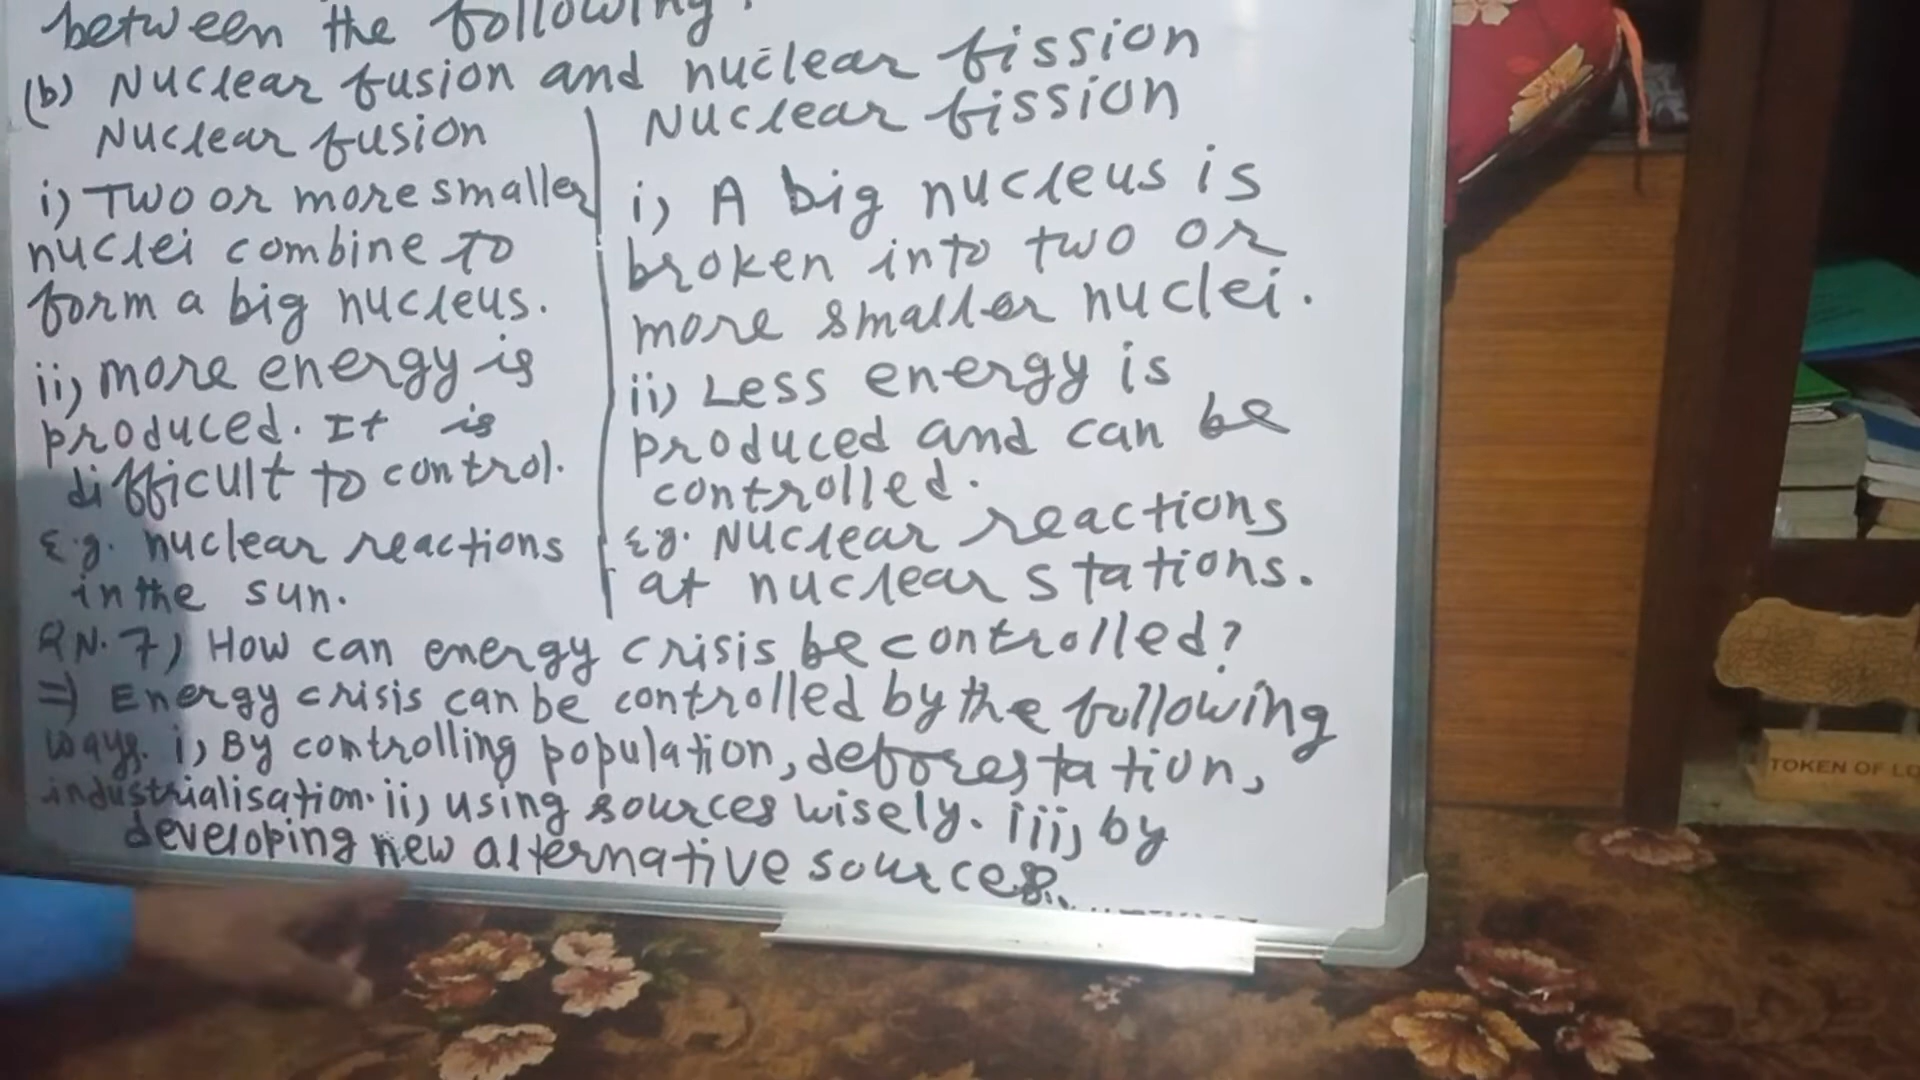 between the following.
(b) Nuclear fusion and nuclear fission
Nuclear fusion
i) Two or more smaller
nuclei combine to
form a big nucleus.
ii) more energy is
produced. It is
difficult to control.
E.g. nuclear reactions
in the sun.
Nuclear fission
i) A big nucleus is
broken into two or
more smaller nuclei.
ii) Less energy is
produced and can be
controlled.
E.g. Nuclear reactions
at nuclear stations.
QN. 7) How can energy crisis be controlled?
=) Energy crisis can be controlled by the following
ways. i) By controlling population, deforestation,
industrialisation. ii) using sources wisely. iii) by
developing new alternative sources.
TOKEN OF LO